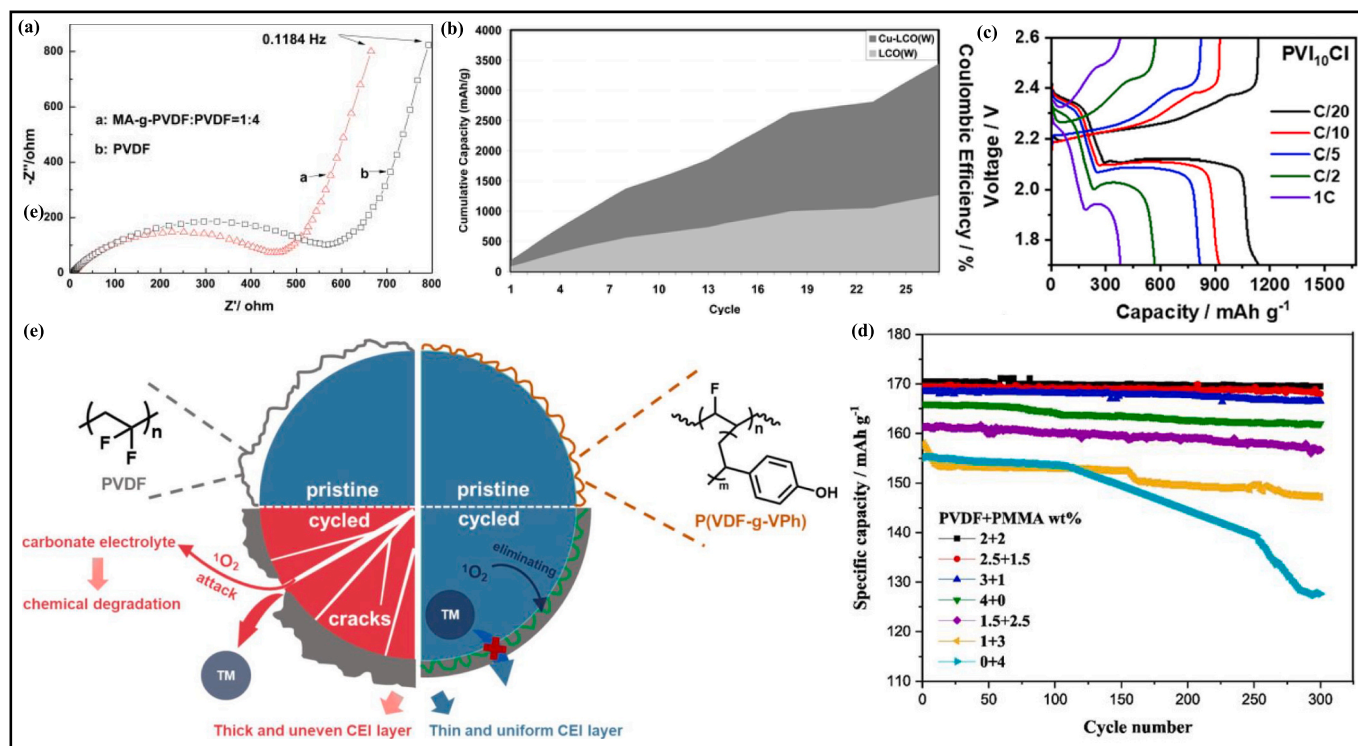 (a)
0.1184 Hz
800
600
400
200
0
-Z''/ohm
a: MA-g-PVDF:PVDF=1:4
b: PVDF
a
b
(e)
0 100 200 300 400 500 600 700 800
Z'/ ohm
(b)
4000
3500
3000
2500
2000
1500
1000
500
0
Cumulative Capacity (mAh/g)
Cu-LCO(W)
LCO(W)
1 4 7 10 13 16 19 22 25
Cycle
(c)
Coulombic Efficiency / %
Voltage / V
2.6
2.4
2.2
2.0
1.8
PVI10Cl
C/20
C/10
C/5
C/2
1C
0 300 600 900 1200 1500
Capacity / mAh g-1
(e)
F F
n
PVDF
pristine
pristine
cycled
cycled
carbonate electrolyte
1O2
attack
chemical degradation
cracks
TM
eliminating
1O2
TM
F
n
m
OH
P(VDF-g-VPh)
Thick and uneven CEI layer
Thin and uniform CEI layer
(d)
180
170
160
150
140
130
120
110
Specific capacity / mAh g-1
PVDF+PMMA wt%
2+2
2.5+1.5
3+1
4+0
1.5+2.5
1+3
0+4
0 50 100 150 200 250 300
Cycle number